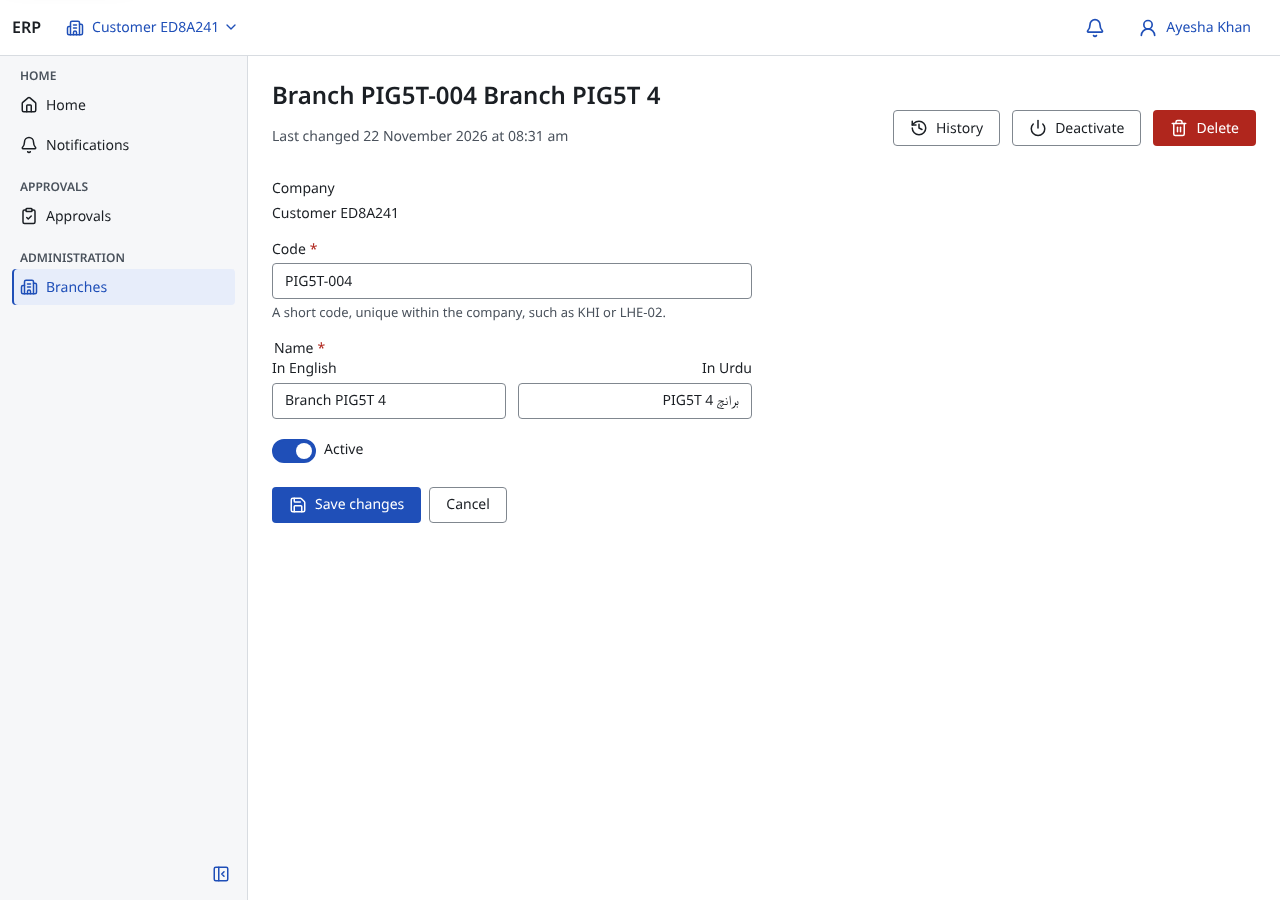 ERP
Customer ED8A241
Ayesha Khan
HOME
Home
Notifications
APPROVALS
Approvals
ADMINISTRATION
Branches
Branch PIG5T-004 Branch PIG5T 4
Last changed 22 November 2026 at 08:31 am
History
Deactivate
Delete
Company
Customer ED8A241
Code *
PIG5T-004
A short code, unique within the company, such as KHI or LHE-02.
Name *
In English
In Urdu
Branch PIG5T 4
برانچ PIG5T 4
Active
Save changes
Cancel